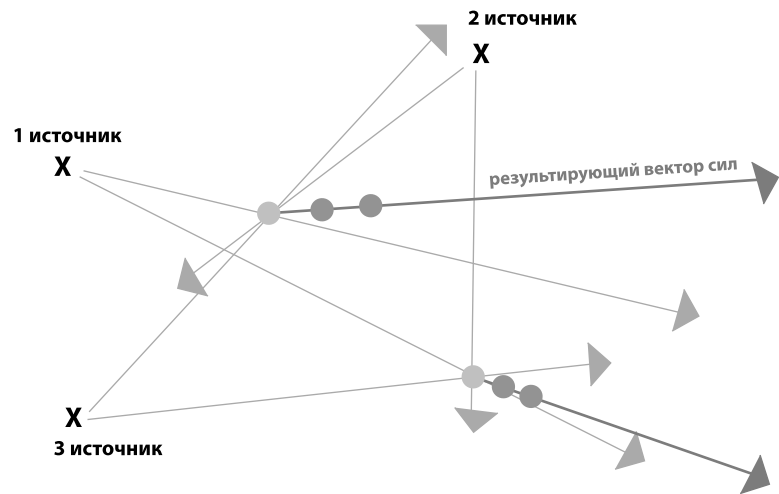 2 источник
X
1 источник
X
результирующий вектор сил
X
3 источник